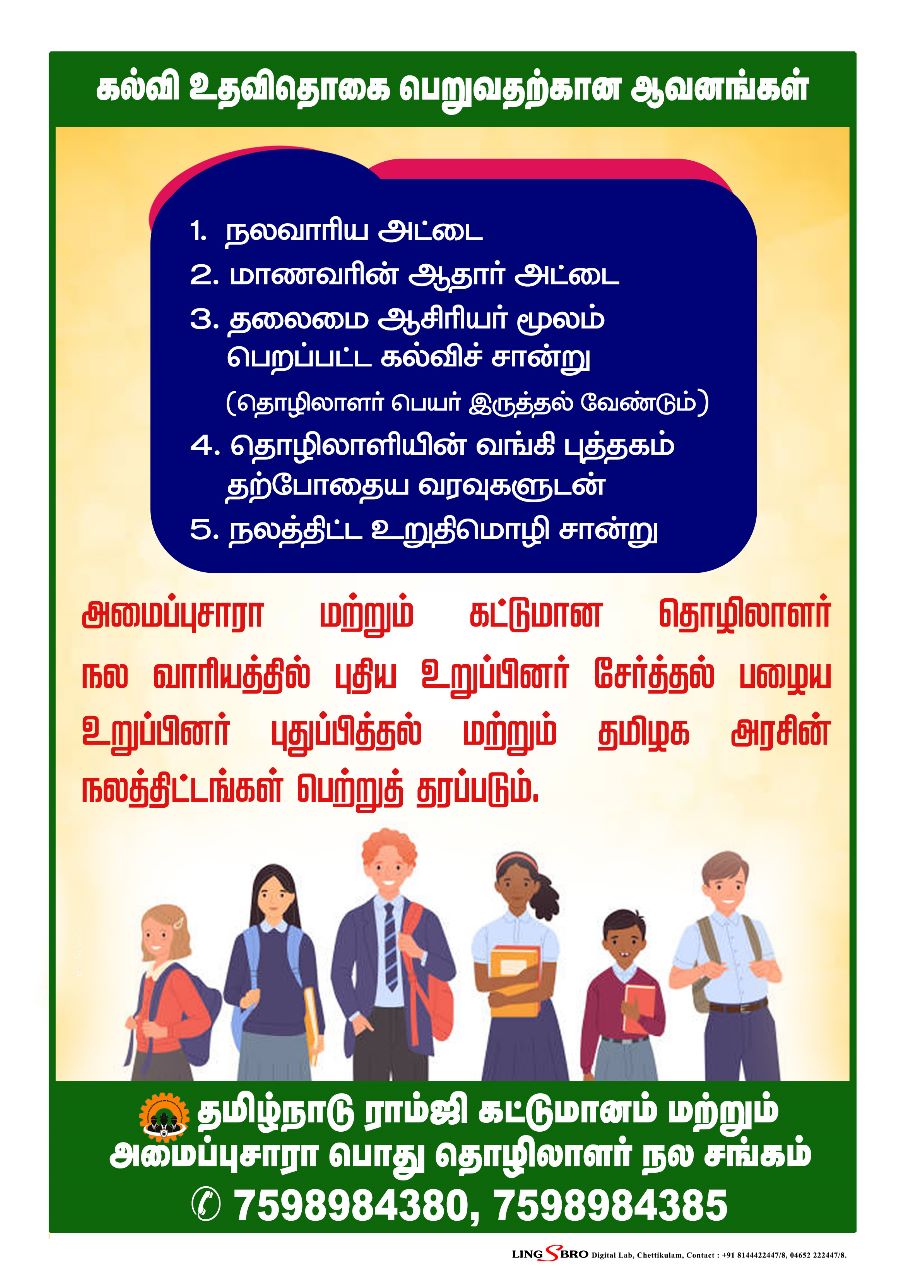 கல்வி உதவிதொகை பெறுவதற்கான ஆவனங்கள்
1. நலவாரிய அட்டை
2. மாணவரின் ஆதார் அட்டை
3. தலைமை ஆசிரியர் மூலம்
பெறப்பட்ட கல்விச் சான்று
(தொழிலாளர் பெயர் இருத்தல் வேண்டும்)
4. தொழிலாளியின் வங்கி புத்தகம்
தற்போதைய வரவுகளுடன்
5. நலத்திட்ட உறுதிமொழி சான்று
அமைப்புசாரா மற்றும் கட்டுமான தொழிலாளர்
நல வாரியத்தில் புதிய உறுப்பினர் சேர்த்தல் பழைய
உறுப்பினர் புதுப்பித்தல் மற்றும் தமிழக அரசின்
நலத்திட்டங்கள் பெற்றுத் தரப்படும்.
தமிழ்நாடு ராம்ஜி கட்டுமானம் மற்றும்
அமைப்புசாரா பொது தொழிலாளர் நல சங்கம்
✆ 7598984380, 7598984385
LINGSBRO Digital Lab, Chettikulam, Contact : +91 8144422447/8, 04652 222447/8.